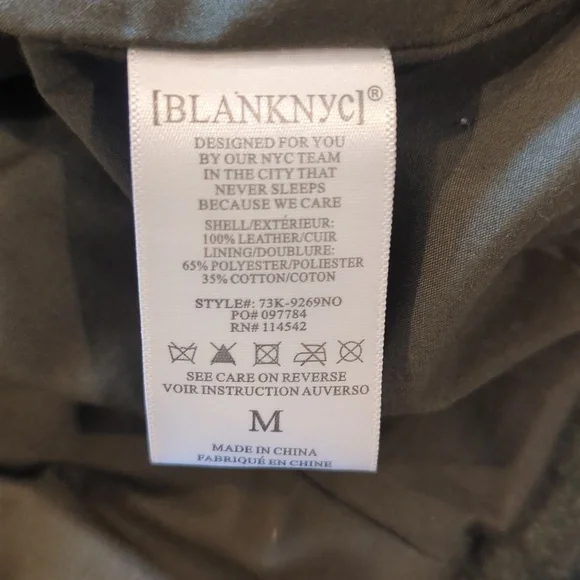 [BLANKNYC]®
DESIGNED FOR YOU
BY OUR NYC TEAM
IN THE CITY THAT
NEVER SLEEPS
BECAUSE WE CARE
SHELL/EXTÉRIEUR:
100% LEATHER/CUIR
LINING/DOUBLURE:
65% POLYESTER/POLIESTER
35% COTTON/COTON
STYLE#: 73K-9269NO
PO# 097784
RN# 114542
SEE CARE ON REVERSE
VOIR INSTRUCTION AUVERSO
M
MADE IN CHINA
FABRIQUÉ EN CHINE